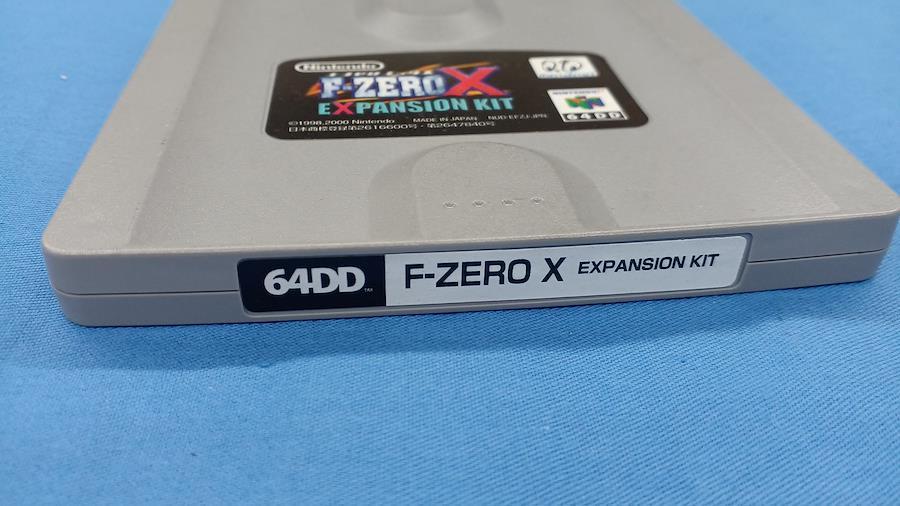 Nintendo
F-ZERO X
EXPANSION KIT
NINTENDO
64DD
©1998,2000 Nintendo MADE IN JAPAN NUD-EFZJ-JPN
日本商標登録第2616600号・第2647840号
64DD™ F-ZERO X EXPANSION KIT